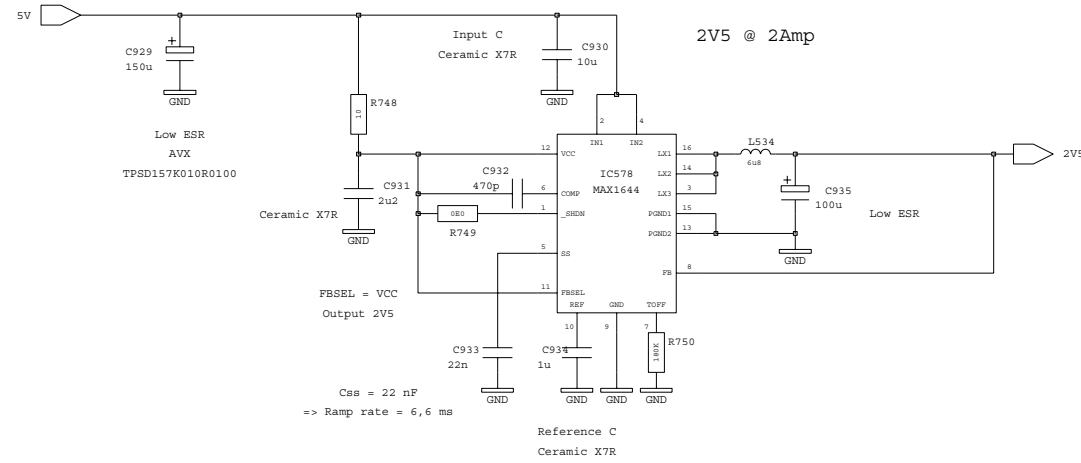 5V
2V5 @ 2Amp
Input C
Ceramic X7R
C930
10u
C929
150u
+
GND
GND
R748
10
Low ESR
AVX
TPSD157K010R0100
2
4
IN1
IN2
L534
6u8
2V5
12
VCC
LX1
16
C932
470p
IC578
MAX1644
LX2
14
C931
2u2
6
COMP
LX3
3
+
C935
100u
Ceramic X7R
0E0
R749
1
_SHDN
PGND1
15
Low ESR
GND
PGND2
13
5
SS
GND
FB
8
FBSEL = VCC
Output 2V5
11
FBSEL
REF
GND
TOFF
10
9
7
C933
22n
C934
1u
180K
R750
Css = 22 nF
=> Ramp rate = 6,6 ms
GND
GND
GND
GND
Reference C
Ceramic X7R